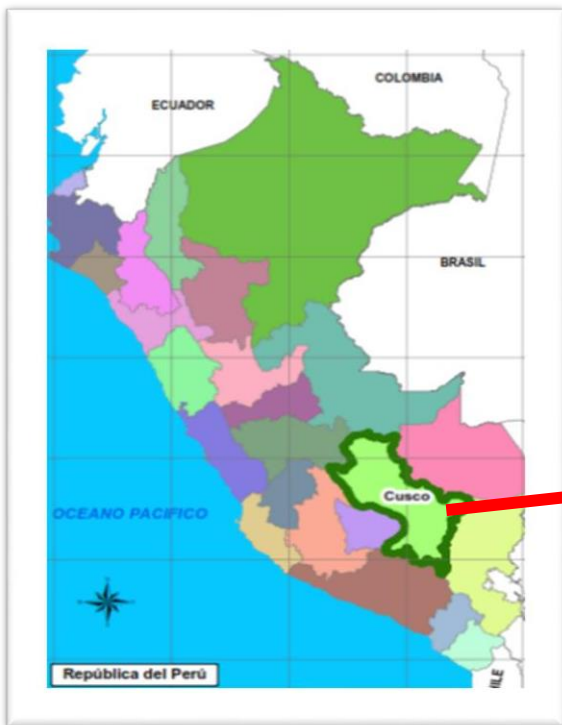 COLOMBIA
ECUADOR
BRASIL
Cusco
OCEANO PACIFICO
República del Perú